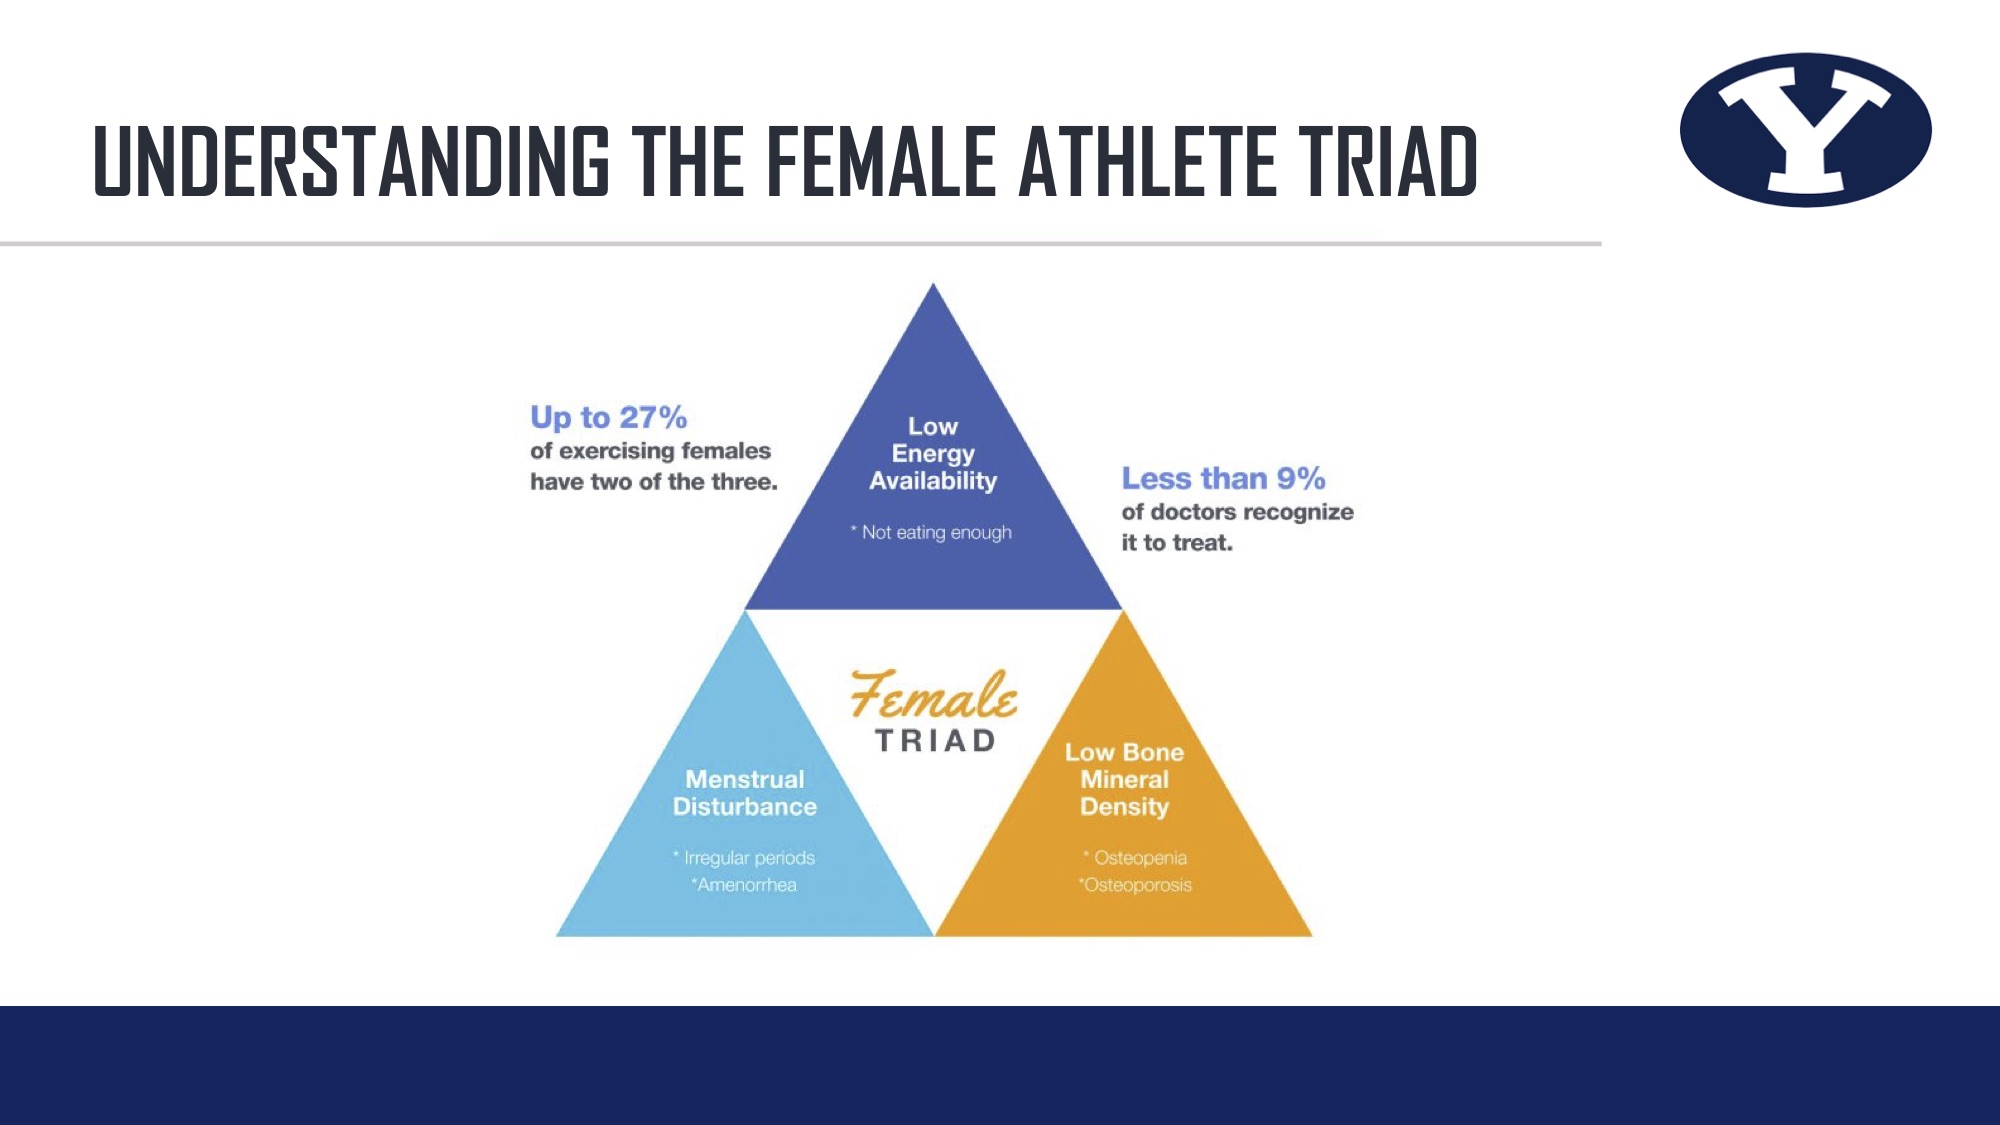 UNDERSTANDING THE FEMALE ATHLETE TRIAD
Y
Up to 27%
of exercising females
have two of the three.
Low
Energy
Availability
* Not eating enough
Less than 9%
of doctors recognize
it to treat.
Female
TRIAD
Menstrual
Disturbance
* Irregular periods
*Amenorrhea
Low Bone
Mineral
Density
* Osteopenia
*Osteoporosis